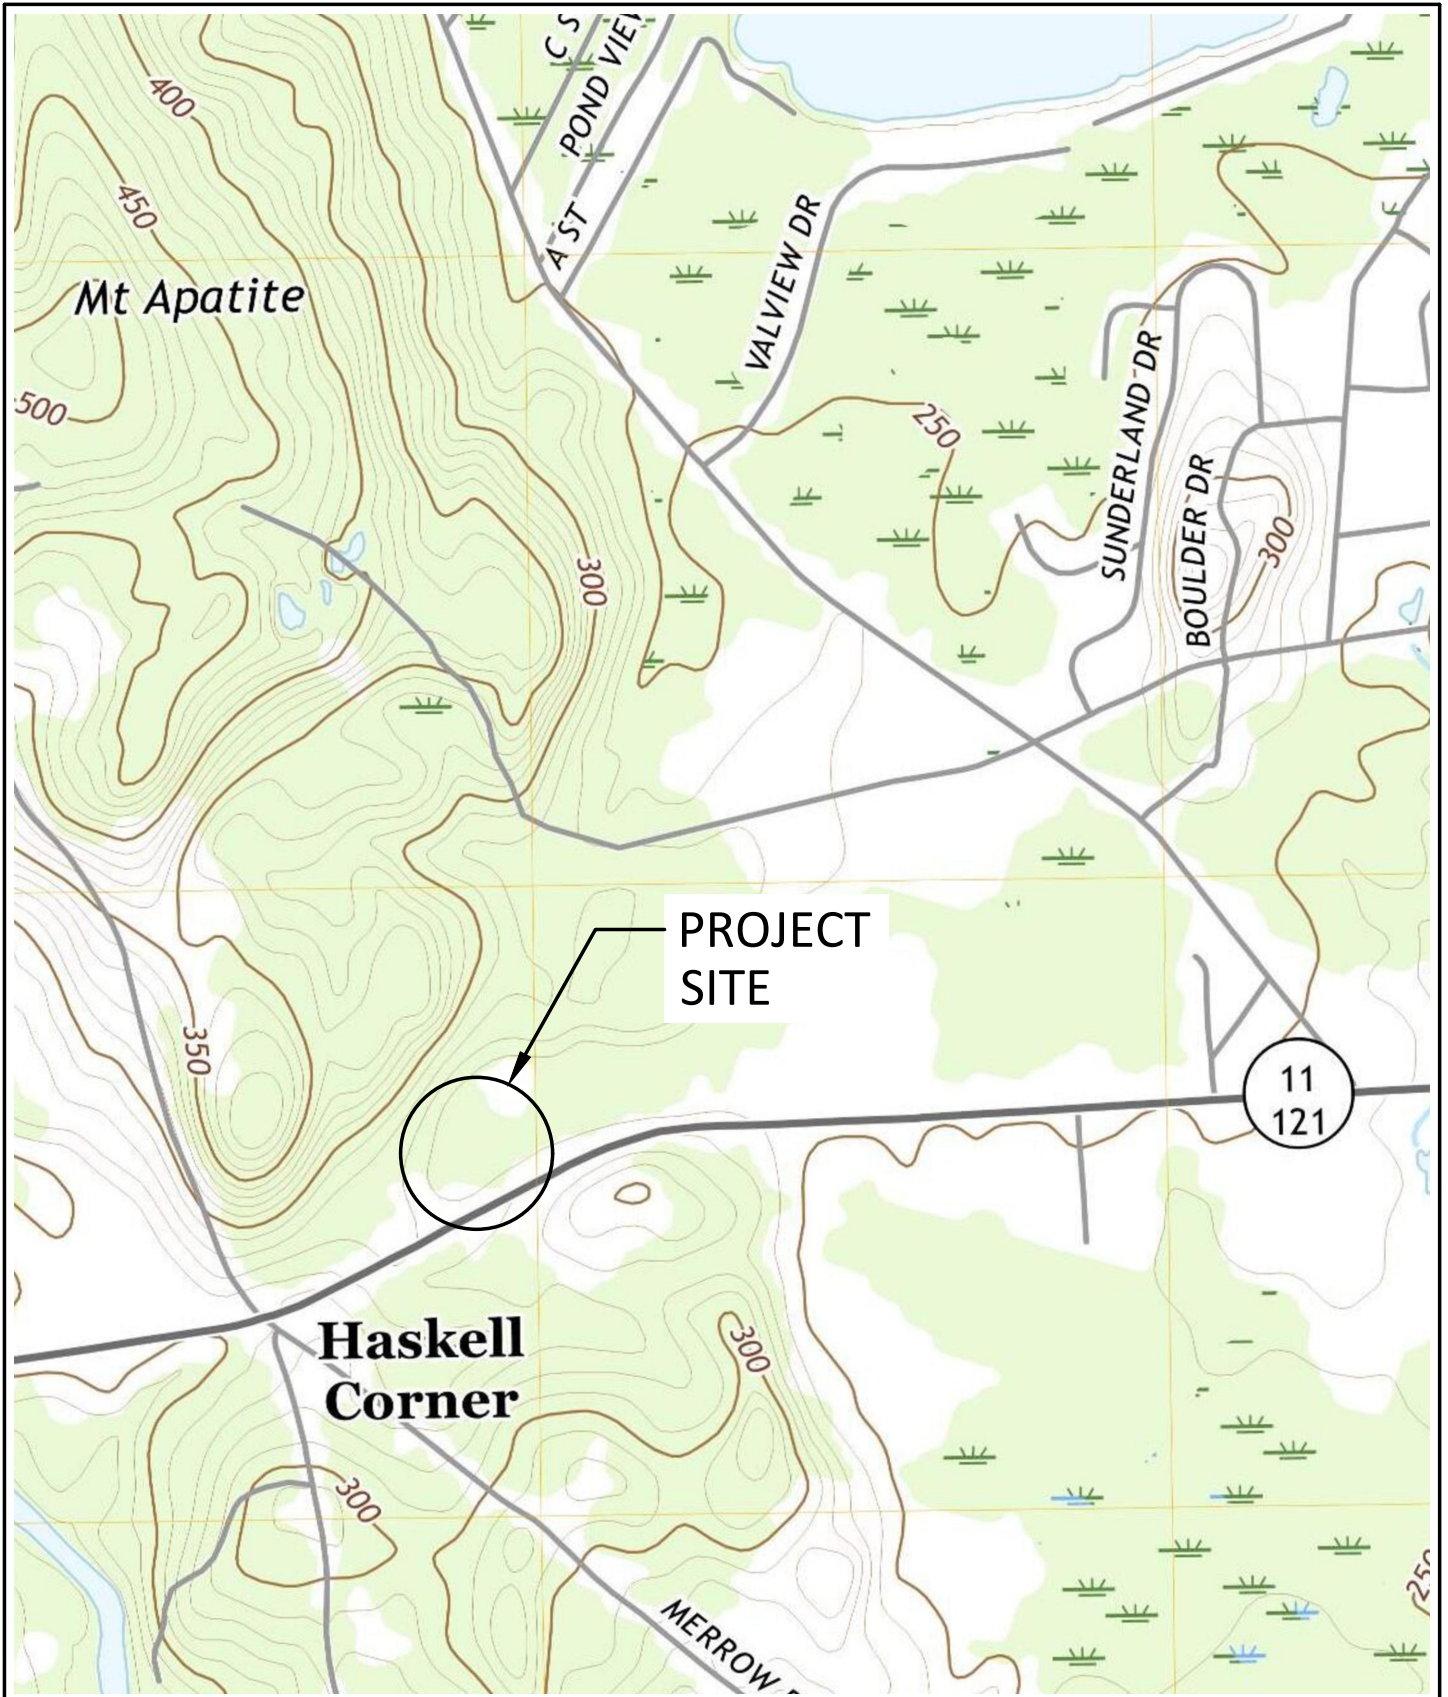 C S
POND VIEW
400
450
A ST
VALVIEW DR
Mt Apatite
SUNDERLAND DR
500
250
BOULDER DR
300
300
PROJECT
SITE
350
11
121
Haskell
Corner
300
300
MERROW
250